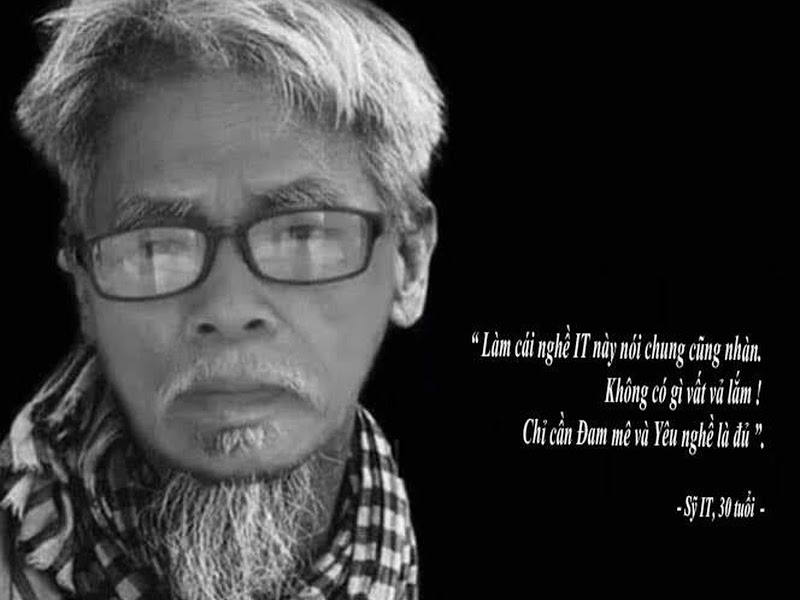 “ Làm cái nghề IT này nói chung cũng nhàn.
Không có gì vất vả lắm !
Chỉ cần Đam mê và Yêu nghề là đủ ”.
- Sỹ IT, 30 tuổi -